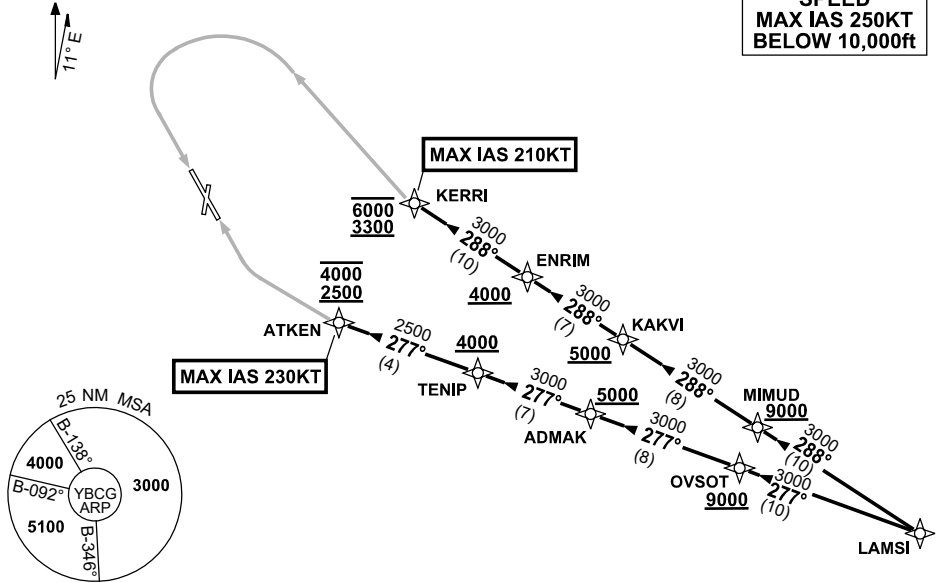 SPEED
MAX IAS 250KT
BELOW 10,000ft
11° E
MAX IAS 210KT
KERRI
6000
3300
3000
288°
(10)
ENRIM
4000
3000
288°
(7)
KAKVI
5000
3000
288°
(8)
MIMUD
9000
3000
288°
(10)
4000
2500
ATKEN
MAX IAS 230KT
2500
277°
(4)
4000
TENIP
3000
277°
(7)
5000
ADMAK
3000
277°
(8)
OVSOT
9000
3000
277°
(10)
LAMSI
25 NM MSA
B-138°
4000
B-092°
YBCG
ARP
3000
5100
B-346°